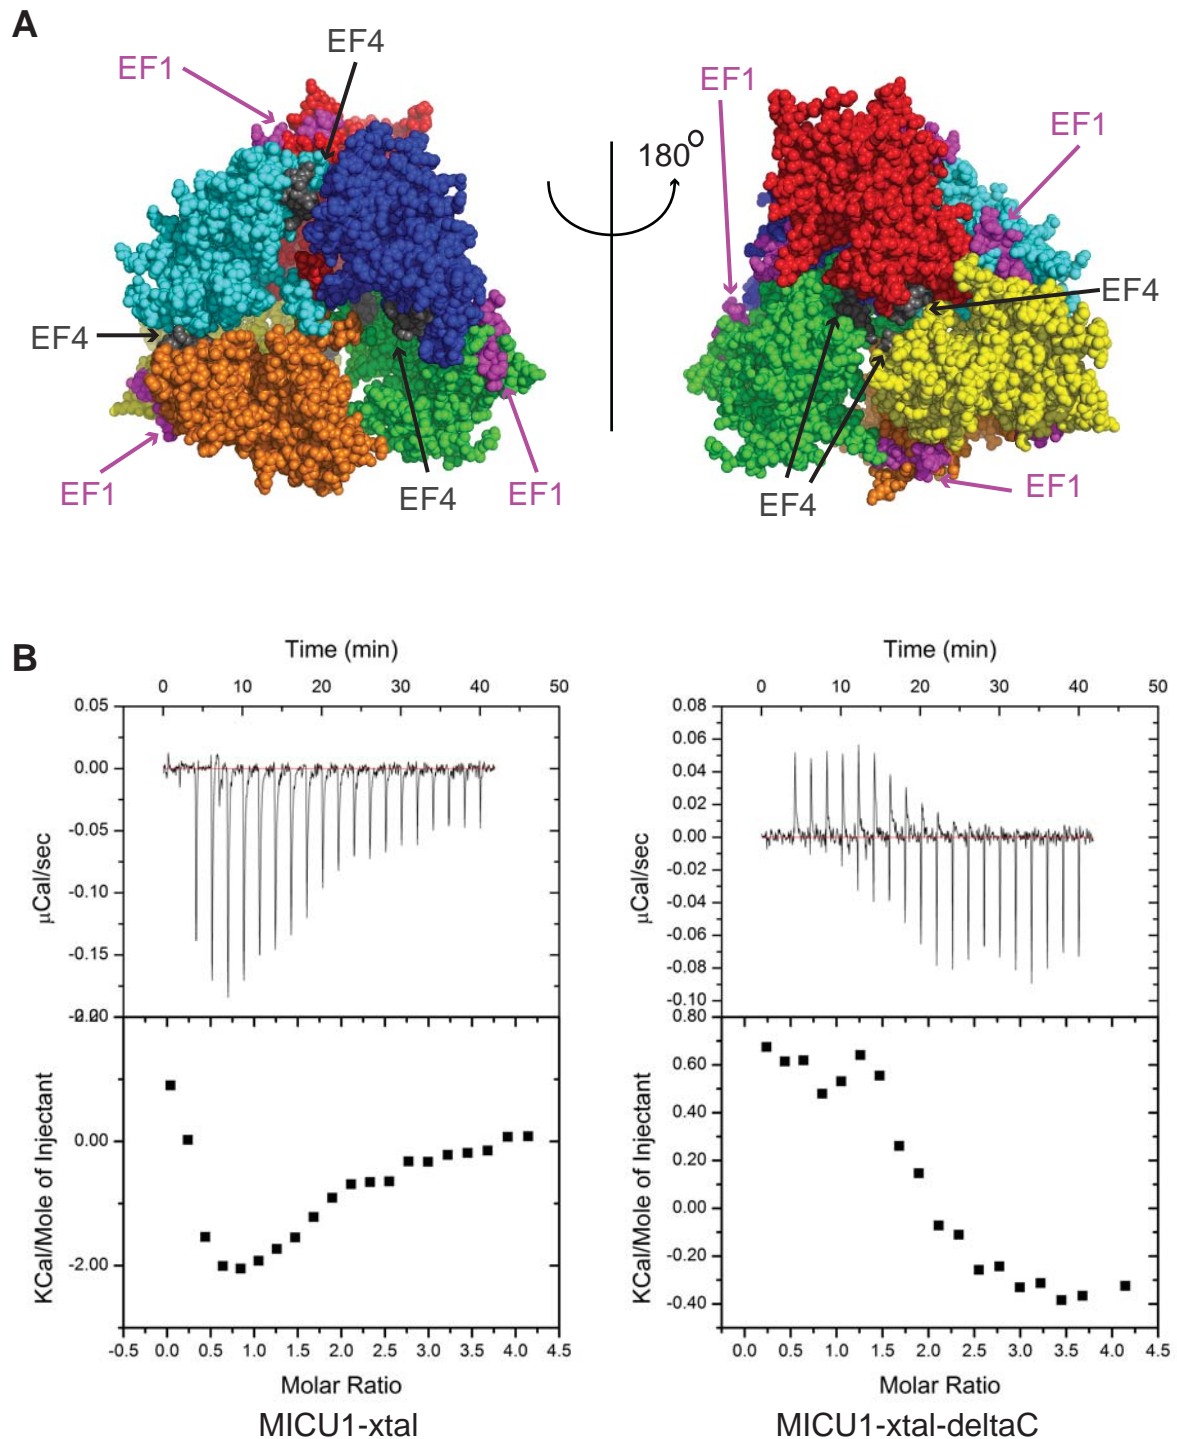 A
EF4
EF1
EF1
EF1
180o
EF4
EF4
EF1
EF4
EF1
EF4
EF1
B
Time (min)
Time (min)
0 10 20 30 40 50
0 10 20 30 40 50
0.05
0.00
-0.05
-0.10
-0.15
µCal/sec
0.08
0.06
0.04
0.02
0.00
-0.02
-0.04
-0.06
-0.08
-0.10
µCal/sec
0.00
-2.00
KCal/Mole of Injectant
0.80
0.60
0.40
0.20
0.00
-0.20
-0.40
KCal/Mole of Injectant
-0.5 0.0 0.5 1.0 1.5 2.0 2.5 3.0 3.5 4.0 4.5
0.0 0.5 1.0 1.5 2.0 2.5 3.0 3.5 4.0 4.5
Molar Ratio
Molar Ratio
MICU1-xtal
MICU1-xtal-deltaC